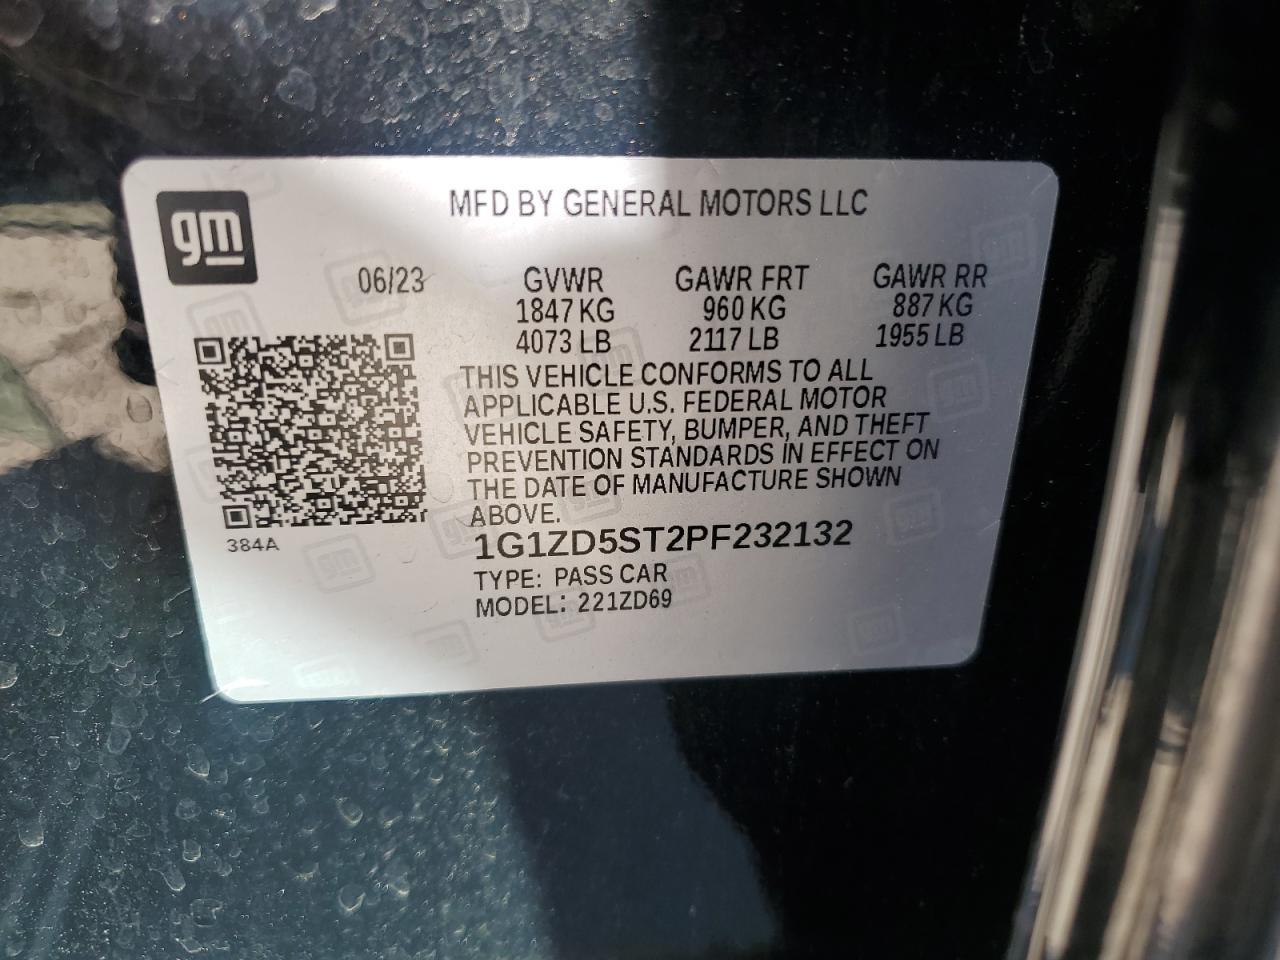 gm
MFD BY GENERAL MOTORS LLC
06/23 GVWR GAWR FRT GAWR RR
1847 KG 960 KG 887 KG
4073 LB 2117 LB 1955 LB
THIS VEHICLE CONFORMS TO ALL
APPLICABLE U.S. FEDERAL MOTOR
VEHICLE SAFETY, BUMPER, AND THEFT
PREVENTION STANDARDS IN EFFECT ON
THE DATE OF MANUFACTURE SHOWN
ABOVE.
384A
1G1ZD5ST2PF232132
TYPE: PASS CAR
MODEL: 221ZD69